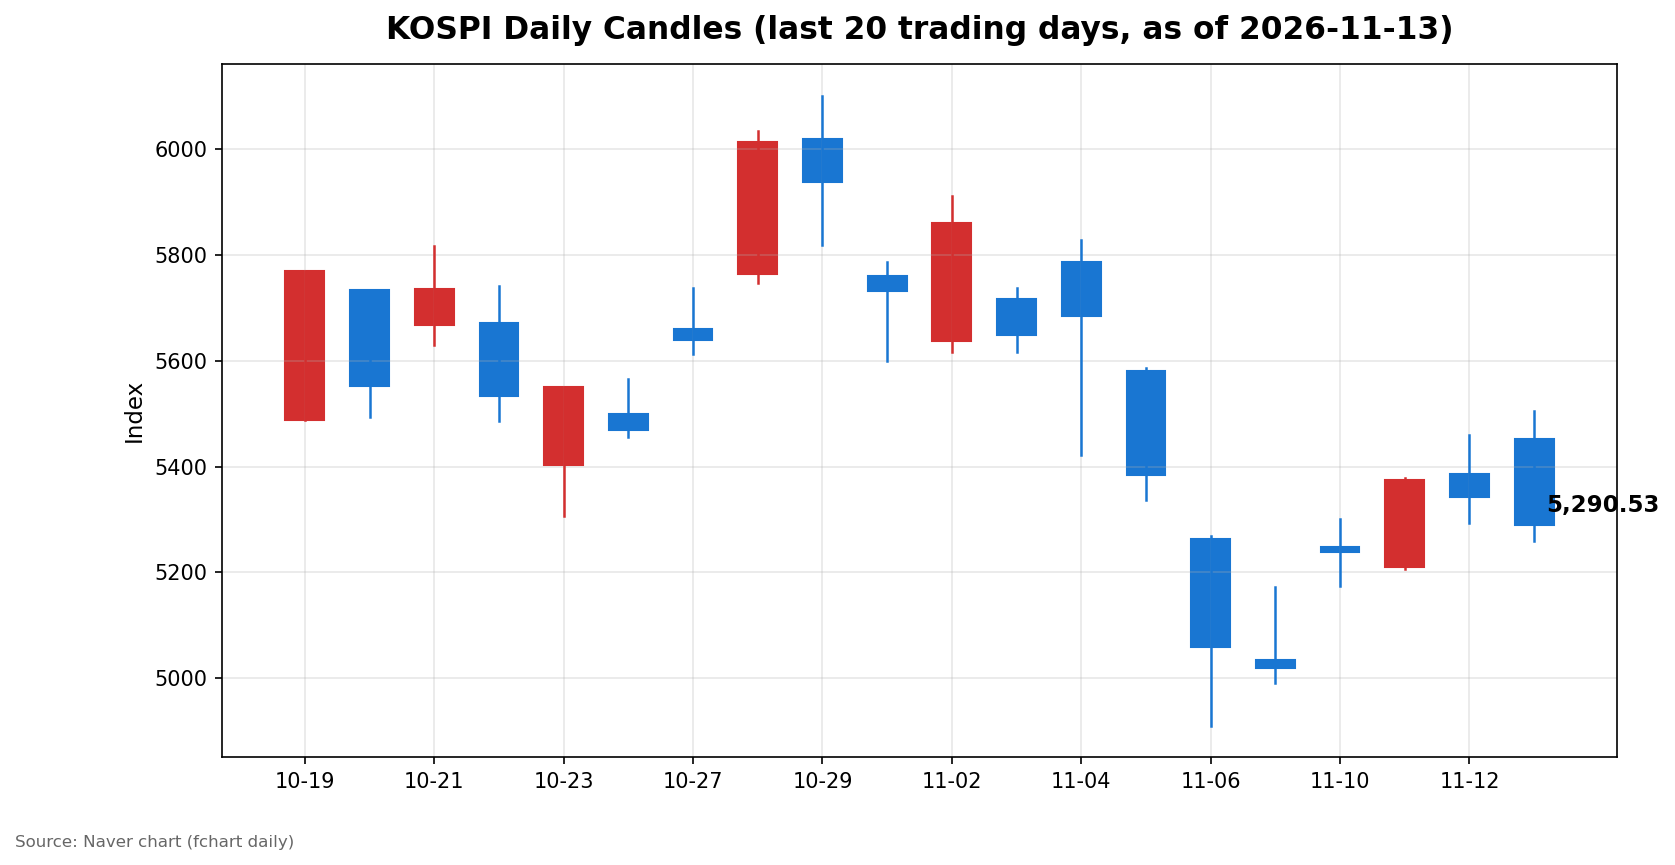 KOSPI Daily Candles (last 20 trading days, as of 2026-11-13)
Index
6000
5800
5600
5400
5200
5000
5,290.53
10-19 10-21 10-23 10-27 10-29 11-02 11-04 11-06 11-10 11-12
Source: Naver chart (fchart daily)